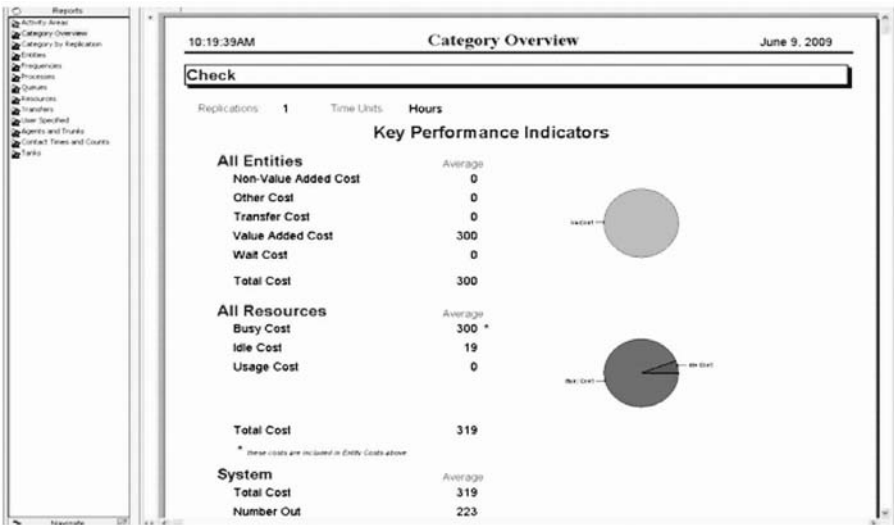 Reports
Activity Areas
Category Overview
Category by Replication
Entities
Frequencies
Processes
Queues
Resources
Transfers
User Specified
Agents and Trunks
Contact Times and Counts
Tanks
Navigate
10:19:39AM Category Overview June 9, 2009
Check
Replications: 1 Time Units: Hours
Key Performance Indicators
All Entities Average
Non-Value Added Cost 0
Other Cost 0
Transfer Cost 0
Value Added Cost 300
Wait Cost 0
Total Cost 300
All Resources Average
Busy Cost 300 *
Idle Cost 19
Usage Cost 0
Idle Cost
Busy Cost
Total Cost 319
* these costs are included in Entity Costs above
System Average
Total Cost 319
Number Out 223